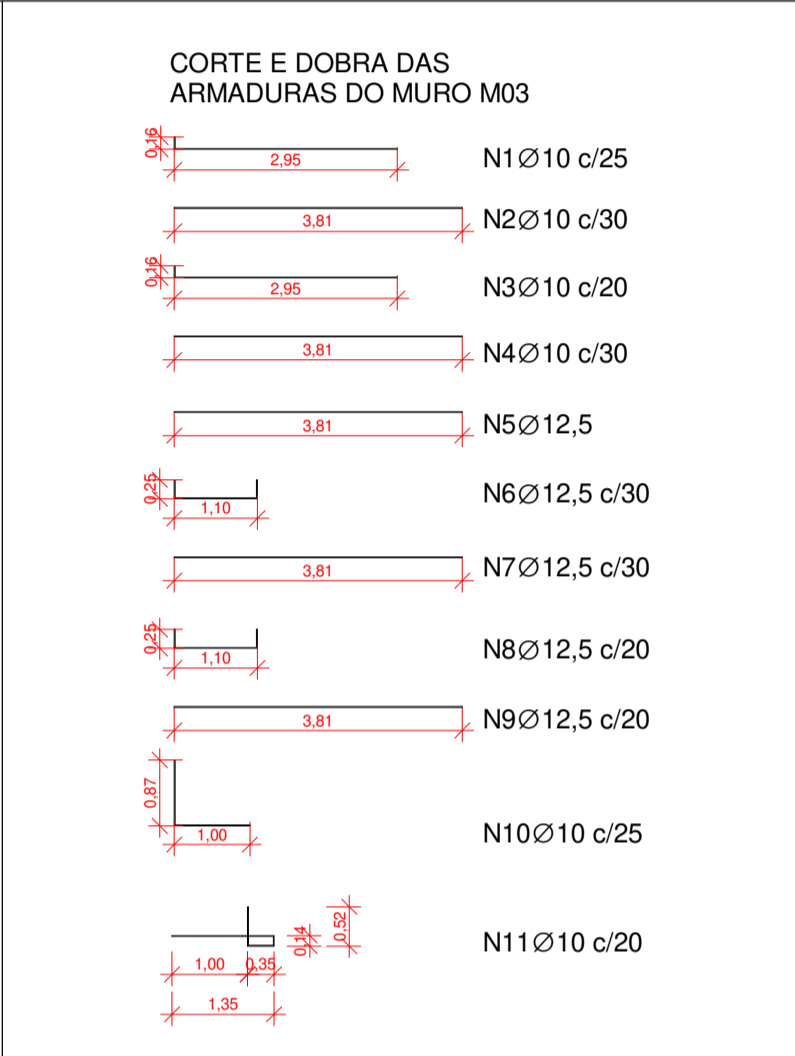 CORTE E DOBRA DAS
ARMADURAS DO MURO M03
0,16
2,95
N1∅10 c/25
3,81
N2∅10 c/30
0,16
2,95
N3∅10 c/20
3,81
N4∅10 c/30
3,81
N5∅12,5
0,25
1,10
N6∅12,5 c/30
3,81
N7∅12,5 c/30
0,25
1,10
N8∅12,5 c/20
3,81
N9∅12,5 c/20
0,87
1,00
N10∅10 c/25
0,14
0,52
N11∅10 c/20
1,00
0,35
1,35